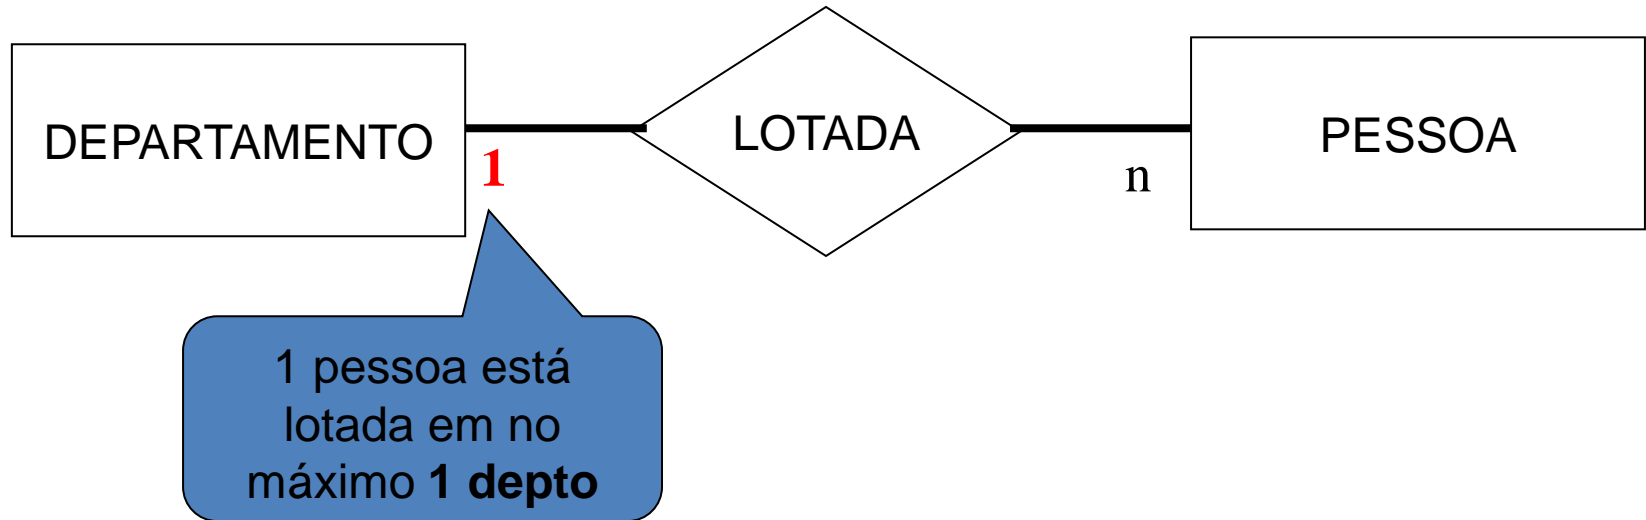 DEPARTAMENTO
LOTADA
PESSOA
1
n
1 pessoa está
lotada em no
máximo 1 depto